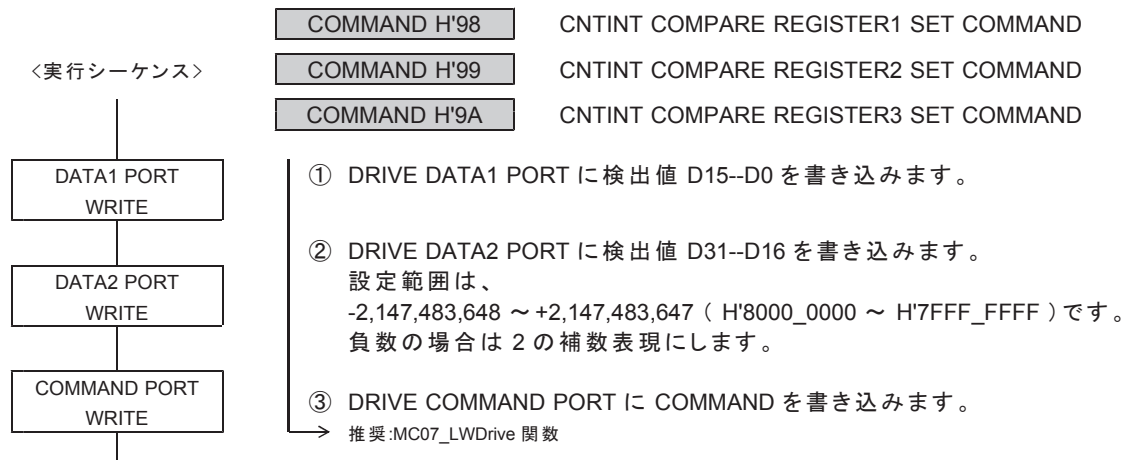 COMMAND H'98 CNTINT COMPARE REGISTER1 SET COMMAND
〈実行シーケンス〉
COMMAND H'99 CNTINT COMPARE REGISTER2 SET COMMAND
COMMAND H'9A CNTINT COMPARE REGISTER3 SET COMMAND
DATA1 PORT
WRITE
① DRIVE DATA1 PORT に検出値 D15--D0 を書き込みます。
DATA2 PORT
WRITE
② DRIVE DATA2 PORT に検出値 D31--D16 を書き込みます。
設定範囲は、
-2,147,483,648 ～ +2,147,483,647 ( H'8000_0000 ～ H'7FFF_FFFF ) です。
負数の場合は 2 の補数表現にします。
COMMAND PORT
WRITE
③ DRIVE COMMAND PORT に COMMAND を書き込みます。
推奨:MC07_LWDrive 関数